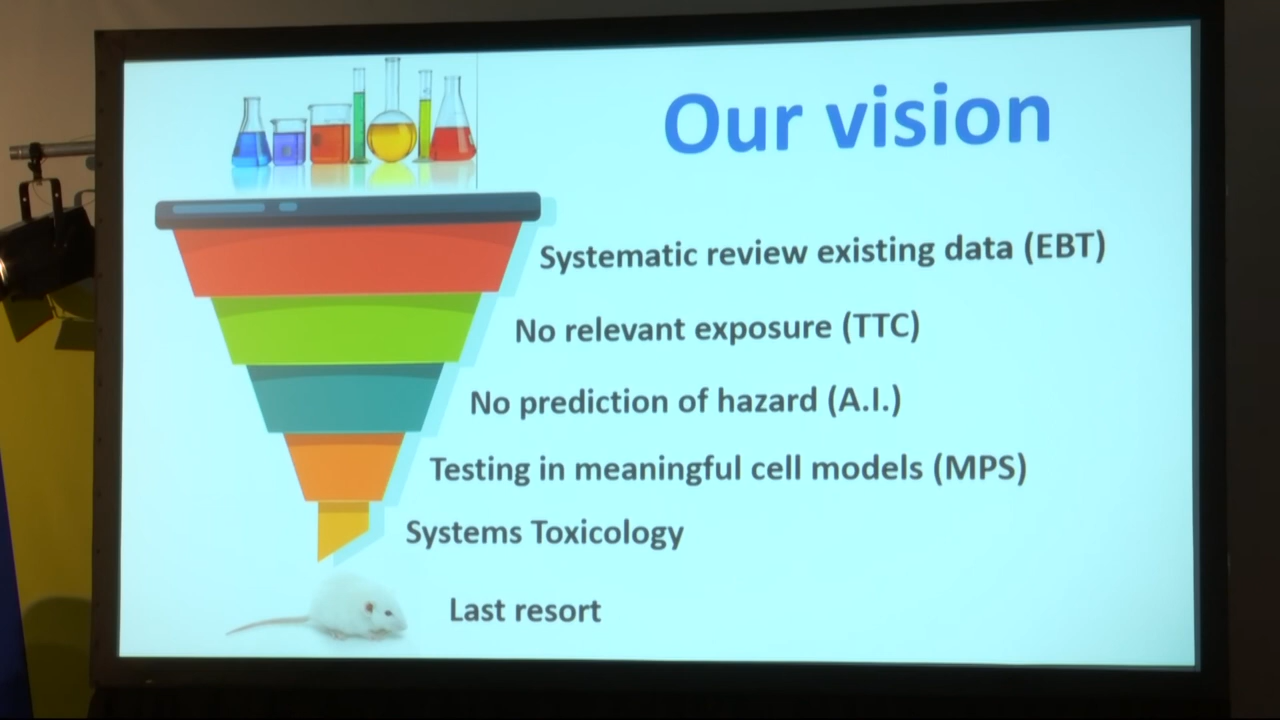 Our vision
Systematic review existing data (EBT)
No relevant exposure (TTC)
No prediction of hazard (A.I.)
Testing in meaningful cell models (MPS)
Systems Toxicology
Last resort